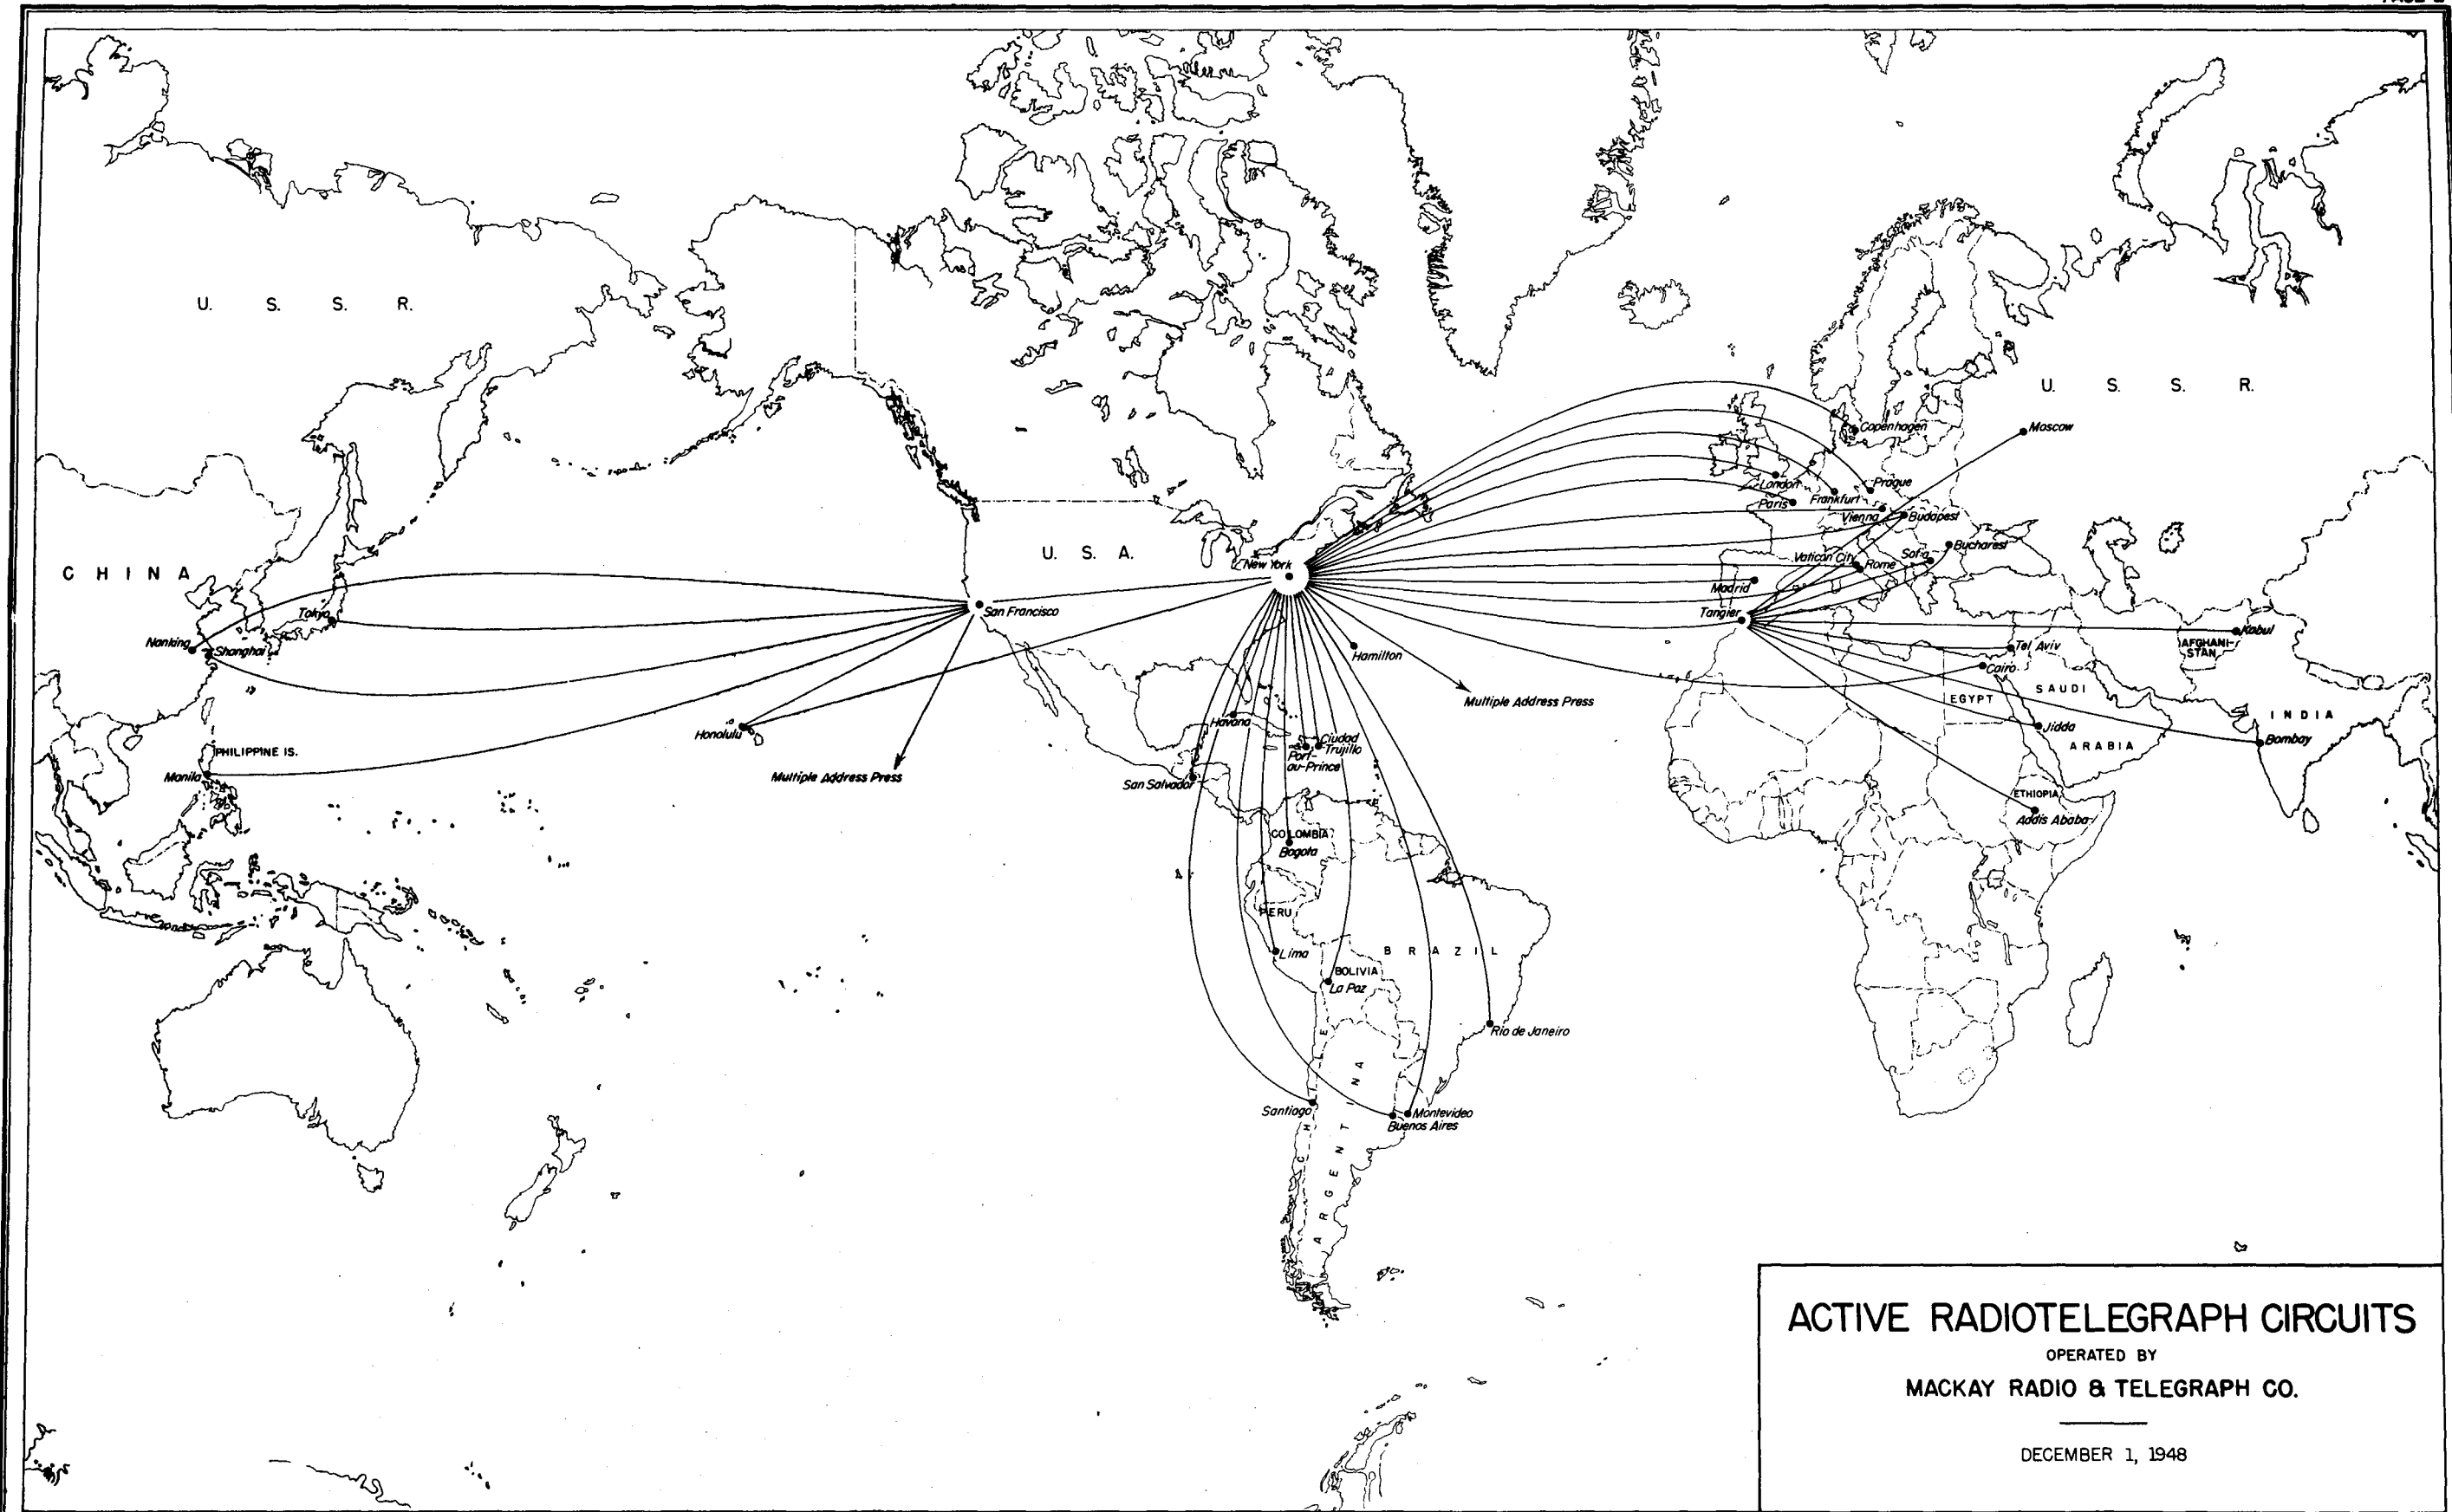 U. S. S. R.
U. S. S. R.
Copenhagen
Moscow
London
Prague
Paris
Frankfurt
Vienna
Budapest
U. S. A.
New York
CHINA
Vatican City
Rome
Sofia
Bucharest
Madrid
Tangier
San Francisco
Tokyo
Nanking
Shanghai
Hamilton
Tel Aviv
AFGHANI-
STAN
Kabul
Cairo
SAUDI
EGYPT
ARABIA
Multiple Address Press
INDIA
Jidda
Bombay
Honolulu
Havana
Ciudad
Trujillo
Port-
au-Prince
PHILIPPINE IS.
Manila
Multiple Address Press
San Salvador
ETHIOPIA
Addis Ababa
COLOMBIA
Bogota
PERU
BRAZIL
Lima
BOLIVIA
La Paz
Rio de Janeiro
CHILE
ARGENTINA
Santiago
Montevideo
Buenos Aires
ACTIVE RADIOTELEGRAPH CIRCUITS
OPERATED BY
MACKAY RADIO & TELEGRAPH CO.
DECEMBER 1, 1948